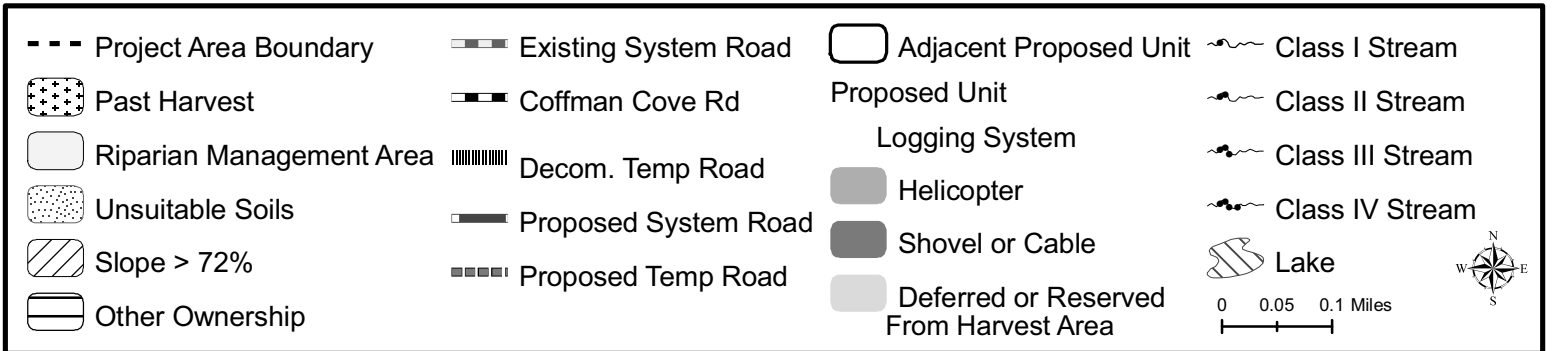 Project Area Boundary
Past Harvest
Riparian Management Area
Unsuitable Soils
Slope > 72%
Other Ownership
Existing System Road
Coffman Cove Rd
Decom. Temp Road
Proposed System Road
Proposed Temp Road
Adjacent Proposed Unit
Proposed Unit
Logging System
Helicopter
Shovel or Cable
Deferred or Reserved
From Harvest Area
Class I Stream
Class II Stream
Class III Stream
Class IV Stream
Lake
0 0.05 0.1 Miles
N
W E
S